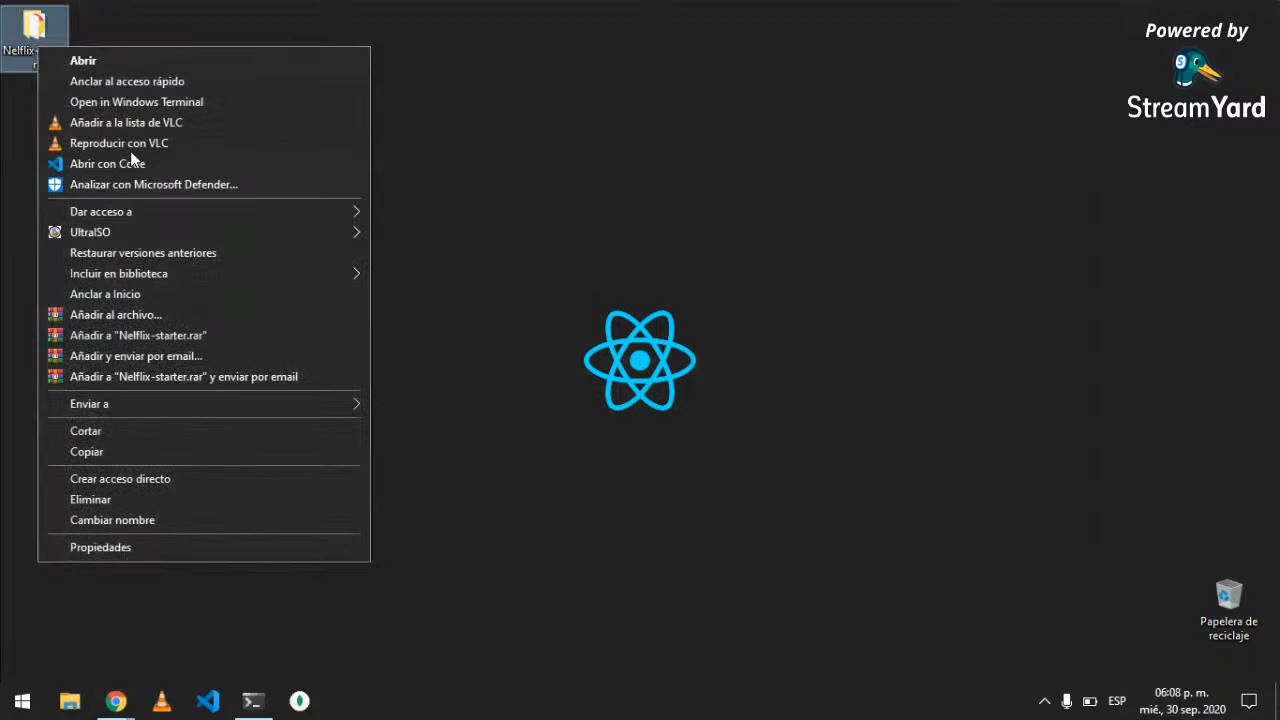 Nelflix-
r
Abrir
Anclar al acceso rápido
Open in Windows Terminal
Añadir a la lista de VLC
Reproducir con VLC
Abrir con Code
Analizar con Microsoft Defender...
Dar acceso a
UltraISO
Restaurar versiones anteriores
Incluir en biblioteca
Anclar a Inicio
Añadir al archivo...
Añadir a "Nelflix-starter.rar"
Añadir y enviar por email...
Añadir a "Nelflix-starter.rar" y enviar por email
Enviar a
Cortar
Copiar
Crear acceso directo
Eliminar
Cambiar nombre
Propiedades
Powered by
S
StreamYard
Papelera de
reciclaje
ESP
06:08 p. m.
mié., 30 sep. 2020